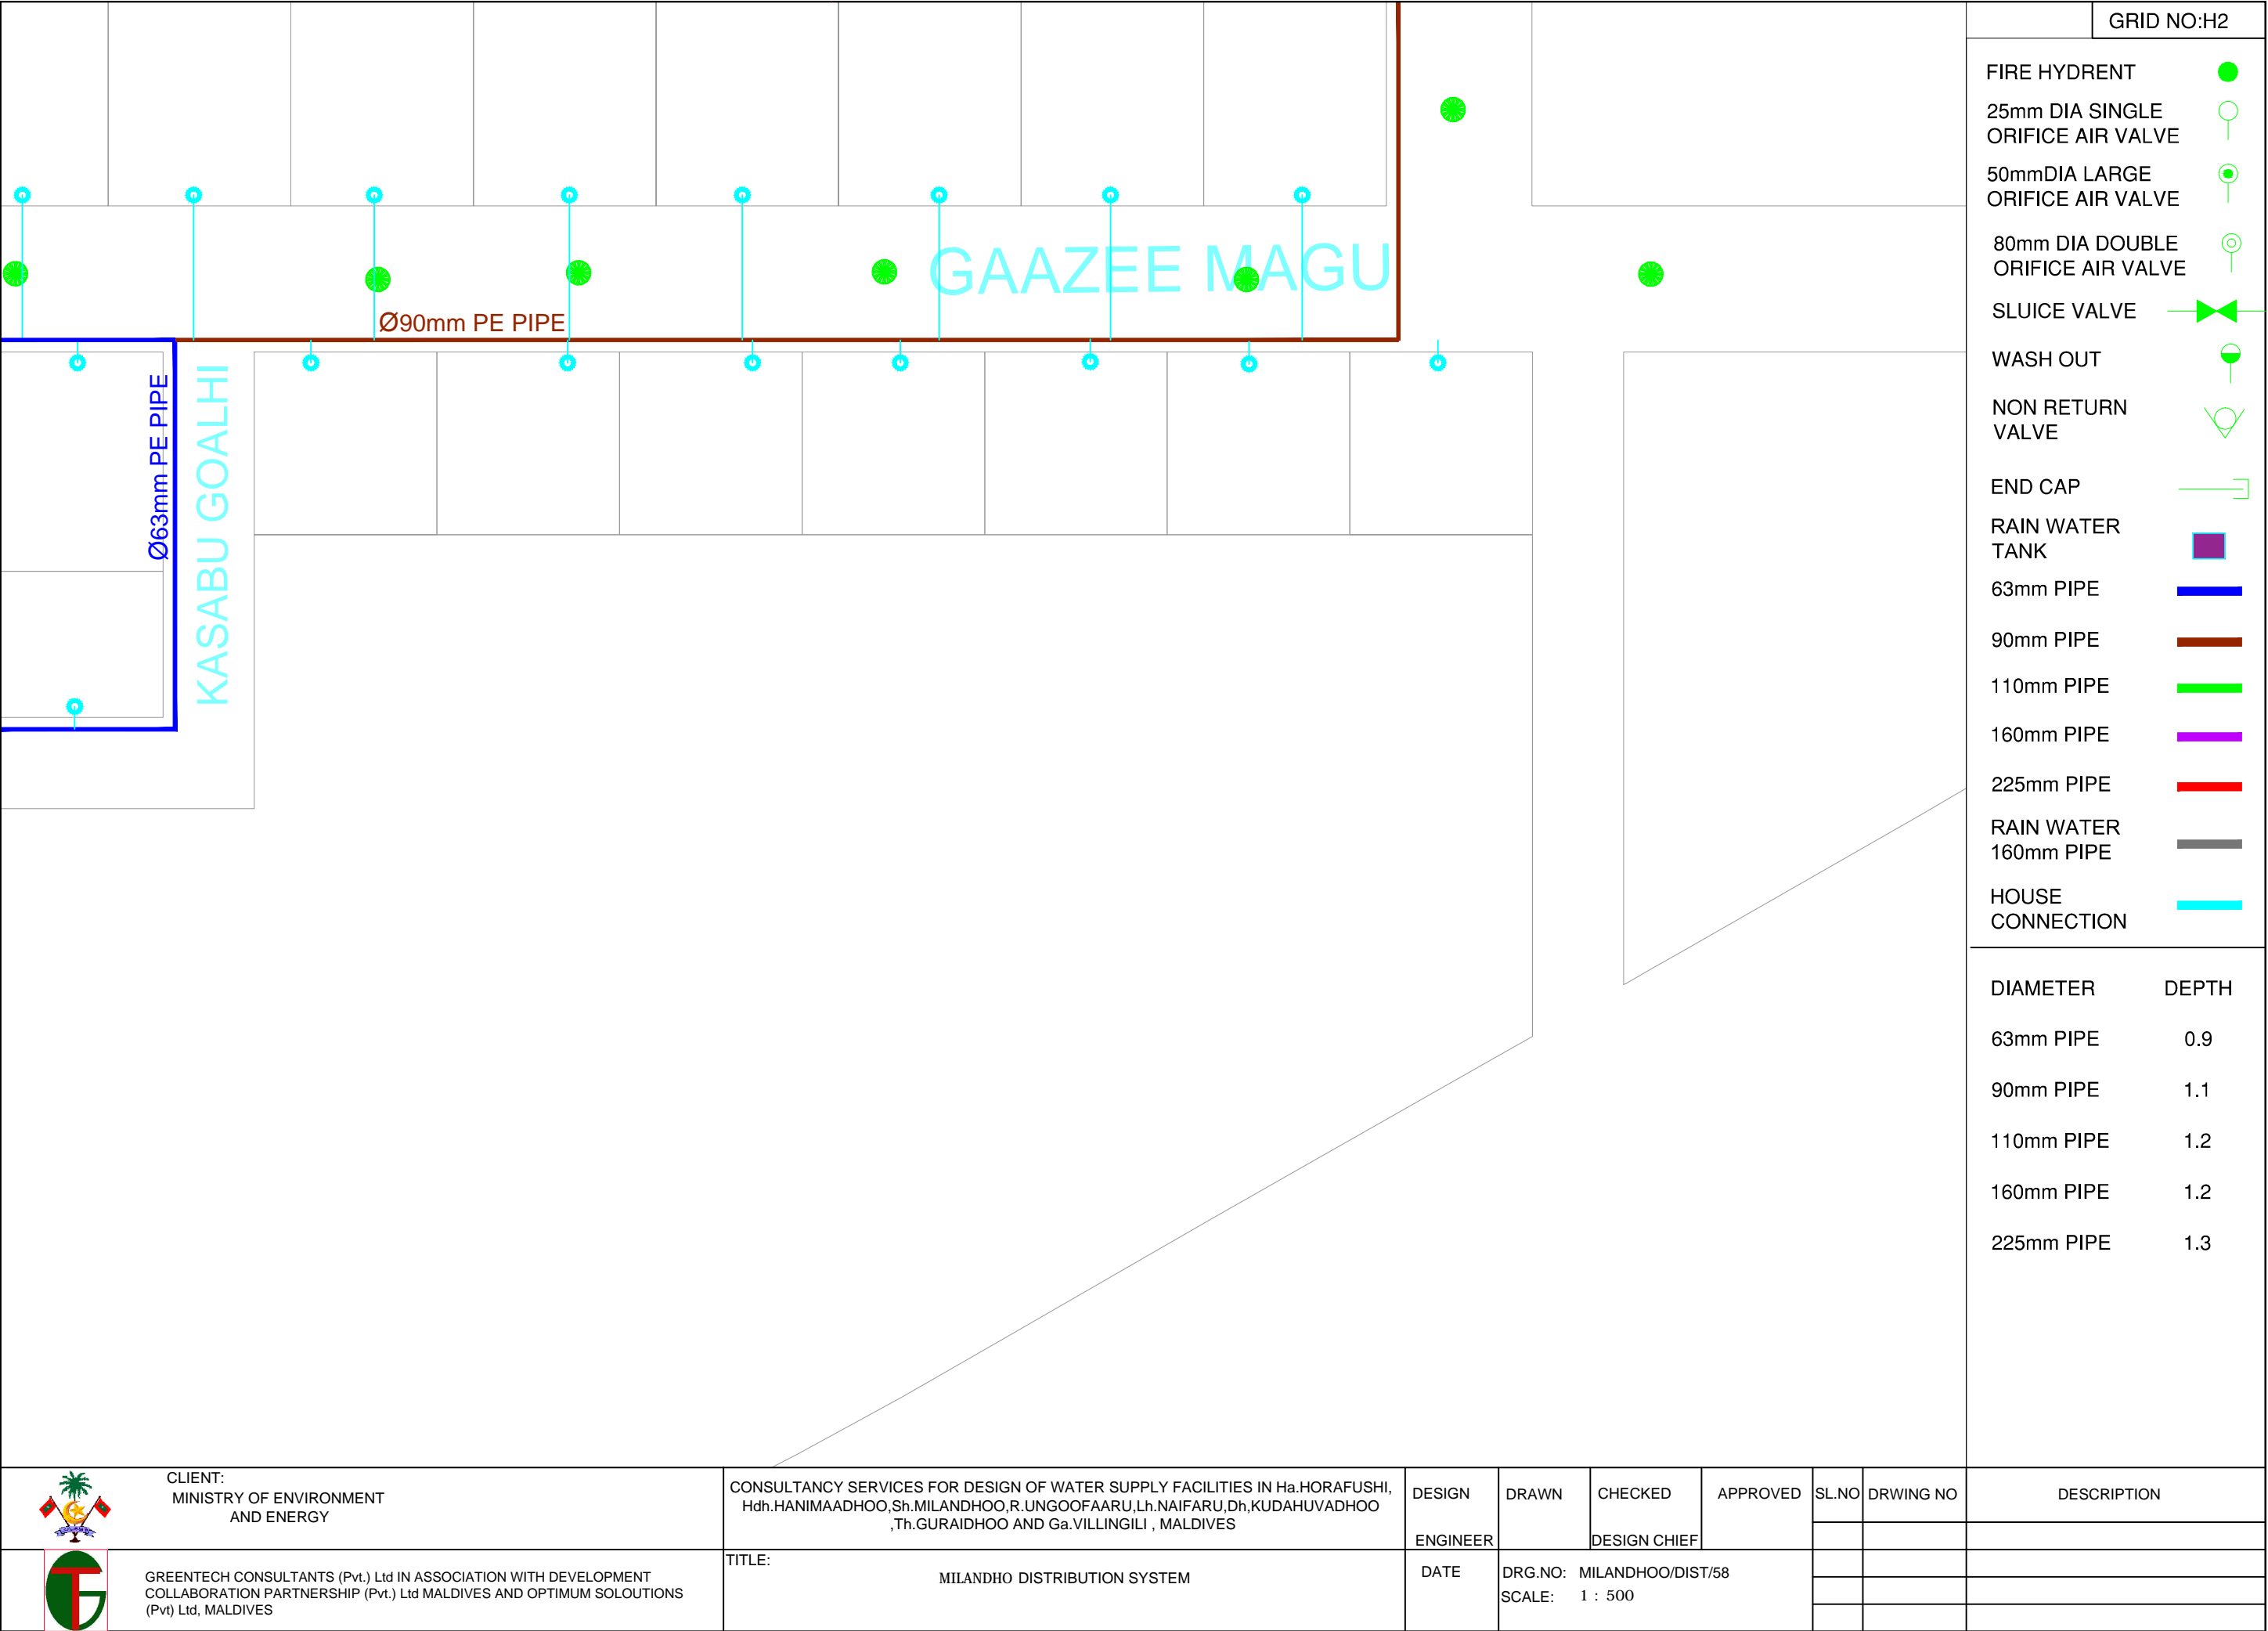 GRID NO:H2
FIRE HYDRENT
25mm DIA SINGLE
ORIFICE AIR VALVE
50mmDIA LARGE
ORIFICE AIR VALVE
80mm DIA DOUBLE
ORIFICE AIR VALVE
SLUICE VALVE
WASH OUT
NON RETURN
VALVE
END CAP
RAIN WATER
TANK
63mm PIPE
90mm PIPE
110mm PIPE
160mm PIPE
225mm PIPE
RAIN WATER
160mm PIPE
HOUSE
CONNECTION
DIAMETER DEPTH
63mm PIPE 0.9
90mm PIPE 1.1
110mm PIPE 1.2
160mm PIPE 1.2
225mm PIPE 1.3
GAAZEE MAGU
Ø90mm PE PIPE
Ø63mm PE PIPE
KASABU GOALHI
CLIENT:
MINISTRY OF ENVIRONMENT
AND ENERGY
GREENTECH CONSULTANTS (Pvt.) Ltd IN ASSOCIATION WITH DEVELOPMENT
COLLABORATION PARTNERSHIP (Pvt.) Ltd MALDIVES AND OPTIMUM SOLOUTIONS
(Pvt) Ltd, MALDIVES
CONSULTANCY SERVICES FOR DESIGN OF WATER SUPPLY FACILITIES IN Ha.HORAFUSHI,
Hdh.HANIMAADHOO,Sh.MILANDHOO,R.UNGOOFAARU,Lh.NAIFARU,Dh,KUDAHUVADHOO
,Th.GURAIDHOO AND Ga.VILLINGILI , MALDIVES
TITLE:
MILANDHO DISTRIBUTION SYSTEM
DESIGN
ENGINEER
DRAWN
CHECKED
DESIGN CHIEF
APPROVED
SL.NO
DRWING NO
DESCRIPTION
DATE
DRG.NO: MILANDHOO/DIST/58
SCALE: 1 : 500